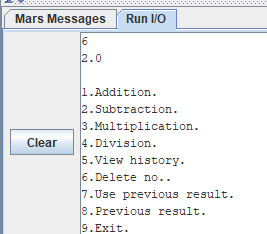 Mars Messages Run I/O
6
2.0
1.Addition.
2.Subtraction.
3.Multiplication.
4.Division.
Clear
5.View history.
6.Delete no..
7.Use previous result.
8.Previous result.
9.Exit.